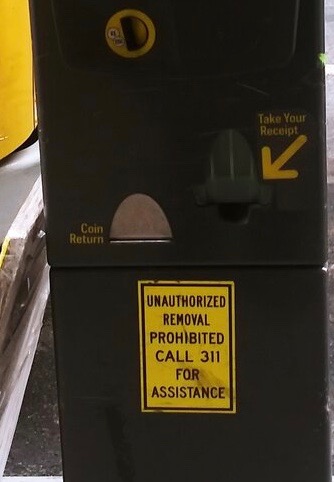 Take Your
Receipt
Coin
Return
UNAUTHORIZED
REMOVAL
PROHIBITED
CALL 311
FOR
ASSISTANCE